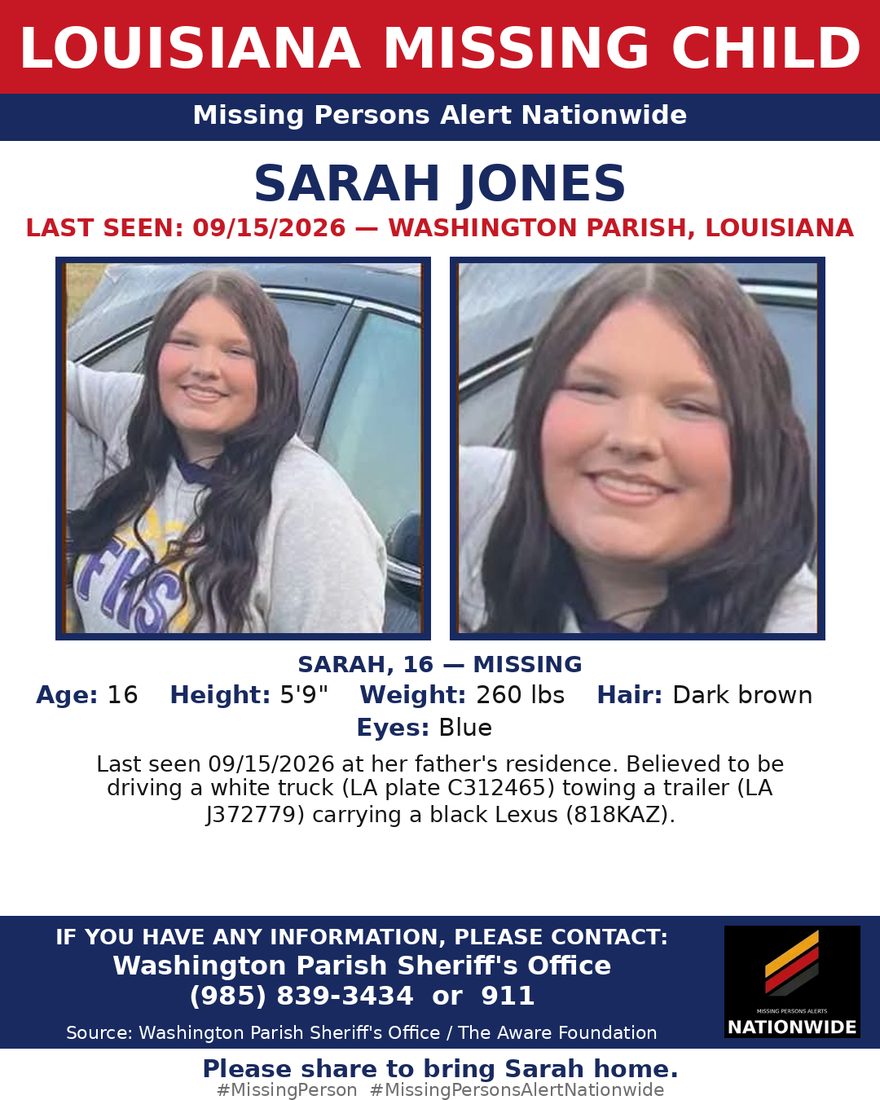 LOUISIANA MISSING CHILD
Missing Persons Alert Nationwide
SARAH JONES
LAST SEEN: 09/15/2026 — WASHINGTON PARISH, LOUISIANA
FHS
SARAH, 16 — MISSING
Age: 16 Height: 5'9" Weight: 260 lbs Hair: Dark brown
Eyes: Blue
Last seen 09/15/2026 at her father's residence. Believed to be
driving a white truck (LA plate C312465) towing a trailer (LA
J372779) carrying a black Lexus (818KAZ).
IF YOU HAVE ANY INFORMATION, PLEASE CONTACT:
Washington Parish Sheriff's Office
(985) 839-3434 or 911
Source: Washington Parish Sheriff's Office / The Aware Foundation
MISSING PERSONS ALERTS
NATIONWIDE
Please share to bring Sarah home.
#MissingPerson #MissingPersonsAlertNationwide